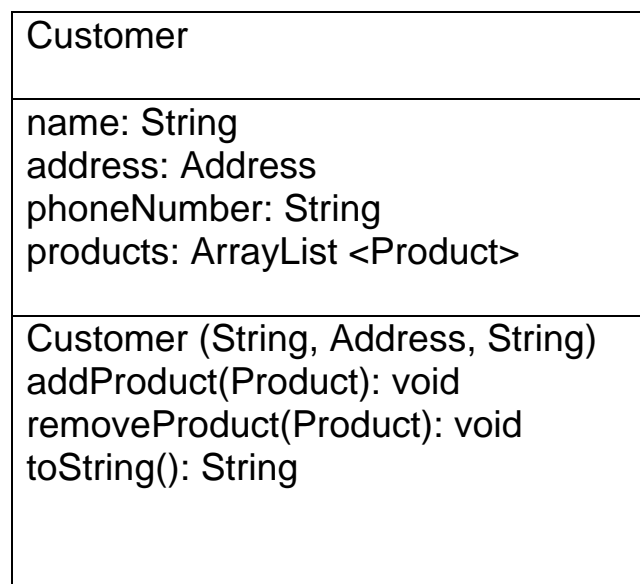 Customer
name: String
address: Address
phoneNumber: String
products: ArrayList <Product>
Customer (String, Address, String)
addProduct(Product): void
removeProduct(Product): void
toString(): String